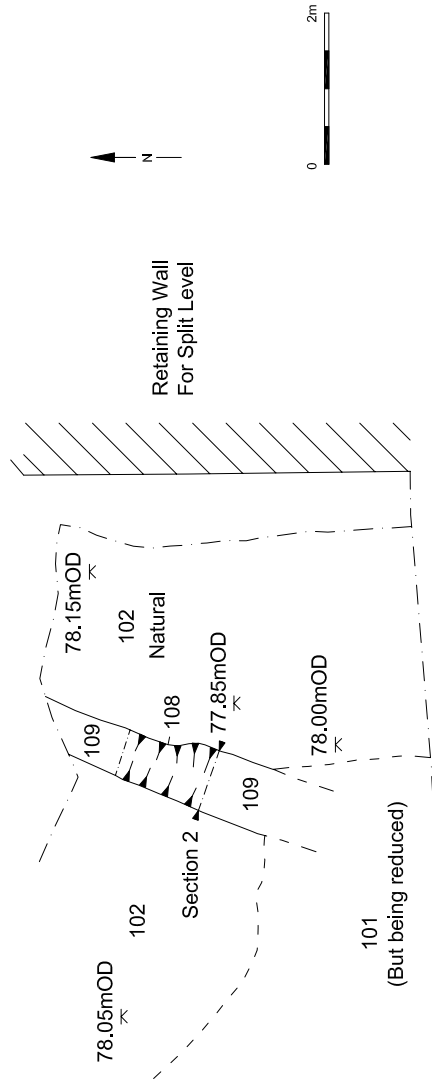 78.05mOD
102
Section 2
101
(But being reduced)
109
108
109
77.85mOD
78.00mOD
78.15mOD
102
Natural
Retaining Wall
For Split Level
N
0
2m